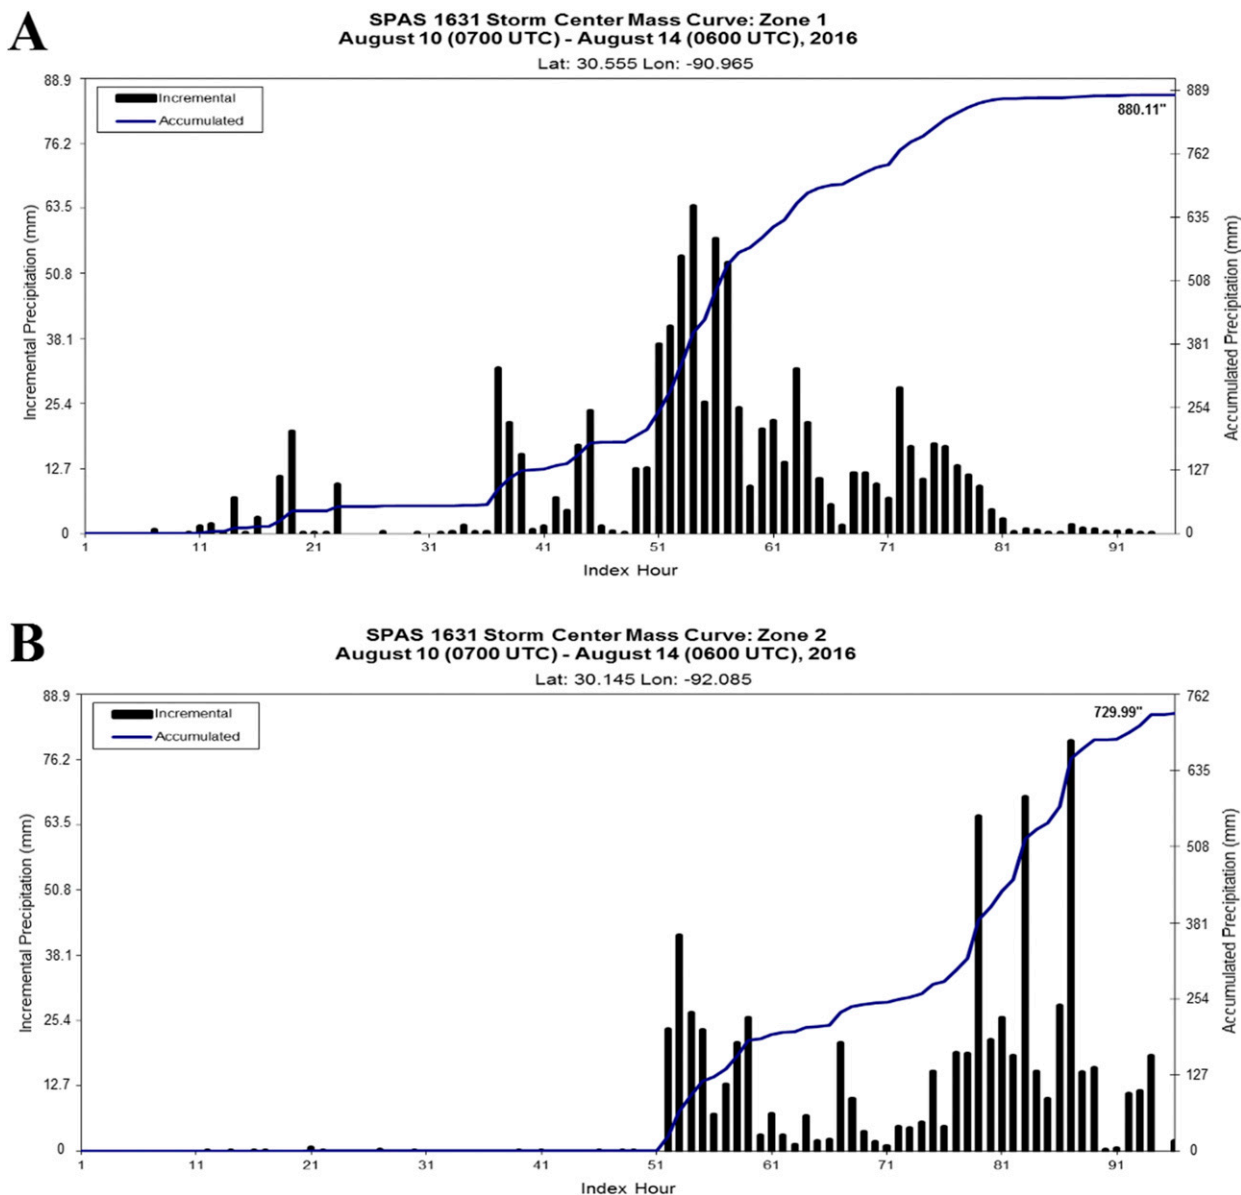 A
SPAS 1631 Storm Center Mass Curve: Zone 1
August 10 (0700 UTC) - August 14 (0600 UTC), 2016
Lat: 30.555 Lon: -90.965
Incremental
Accumulated
880.11"
Incremental Precipitation (mm)
88.9
76.2
63.5
50.8
38.1
25.4
12.7
0
Accumulated Precipitation (mm)
889
762
635
508
381
254
127
0
1 11 21 31 41 51 61 71 81 91
Index Hour
B
SPAS 1631 Storm Center Mass Curve: Zone 2
August 10 (0700 UTC) - August 14 (0600 UTC), 2016
Lat: 30.145 Lon: -92.085
Incremental
Accumulated
729.99"
Incremental Precipitation (mm)
88.9
76.2
63.5
50.8
38.1
25.4
12.7
0
Accumulated Precipitation (mm)
762
635
508
381
254
127
0
1 11 21 31 41 51 61 71 81 91
Index Hour